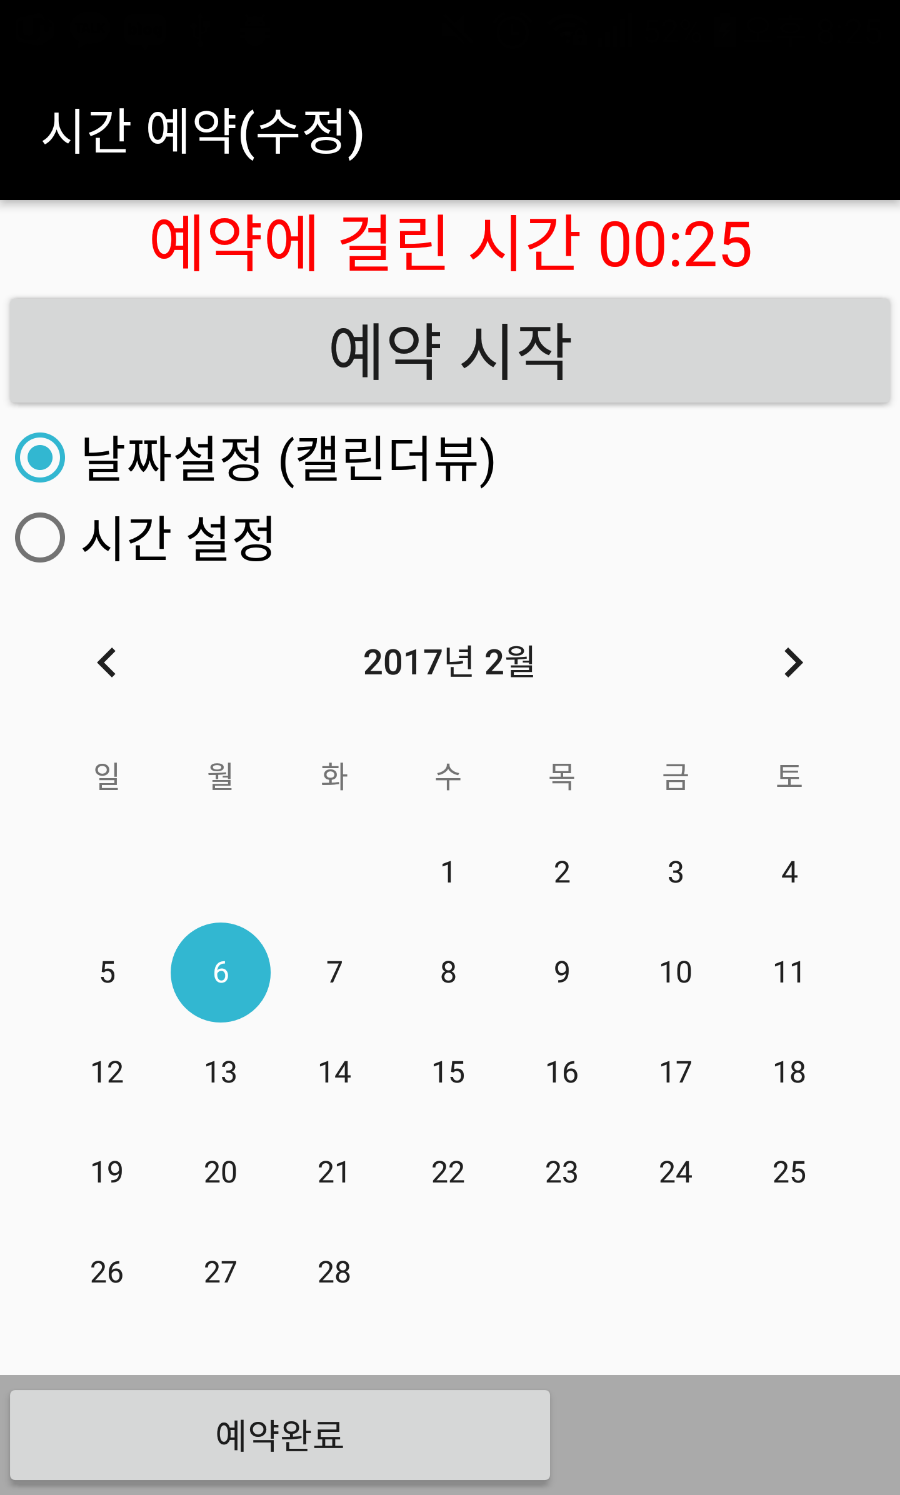 시간 예약(수정)
예약에 걸린 시간 00:25
예약 시작
날짜설정 (캘린더뷰)
시간 설정
2017년 2월
일 월 화 수 목 금 토
1 2 3 4
5 6 7 8 9 10 11
12 13 14 15 16 17 18
19 20 21 22 23 24 25
26 27 28
예약완료